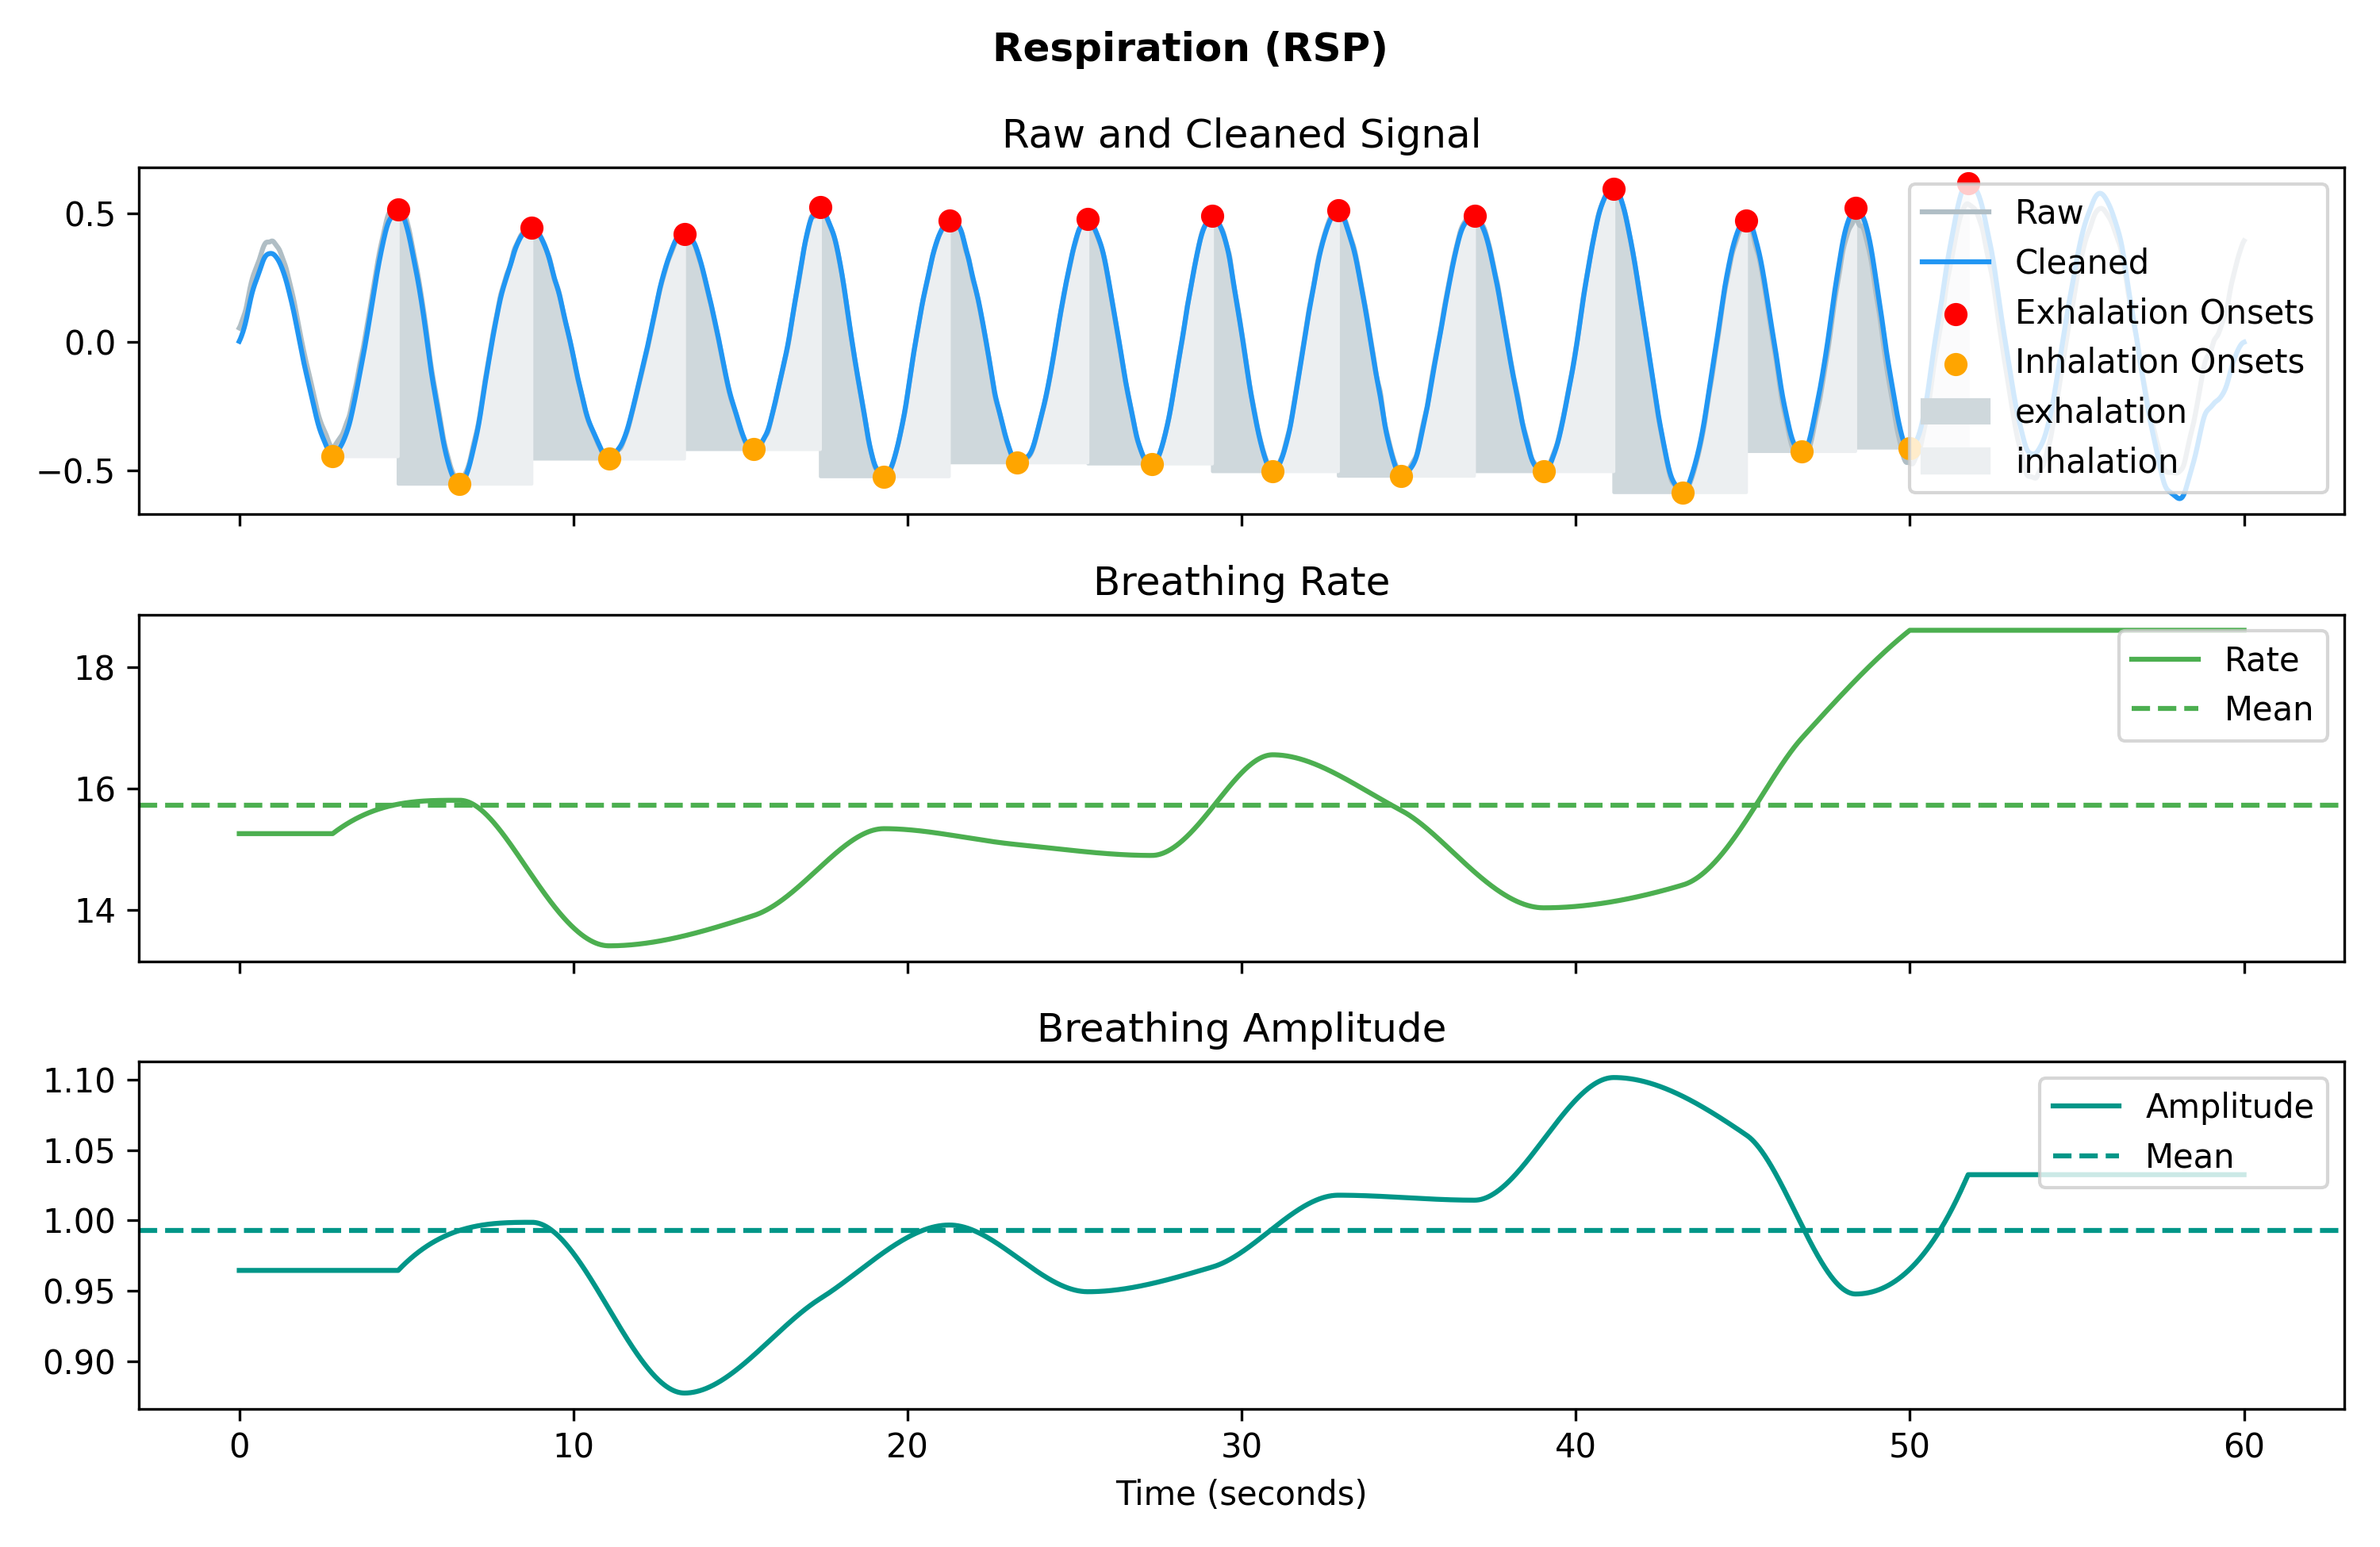 Respiration (RSP)
Raw and Cleaned Signal
0.5
0.0
−0.5
Raw
Cleaned
Exhalation Onsets
Inhalation Onsets
exhalation
inhalation
Breathing Rate
18
16
14
Rate
Mean
Breathing Amplitude
1.10
1.05
1.00
0.95
0.90
Amplitude
Mean
0 10 20 30 40 50 60
Time (seconds)